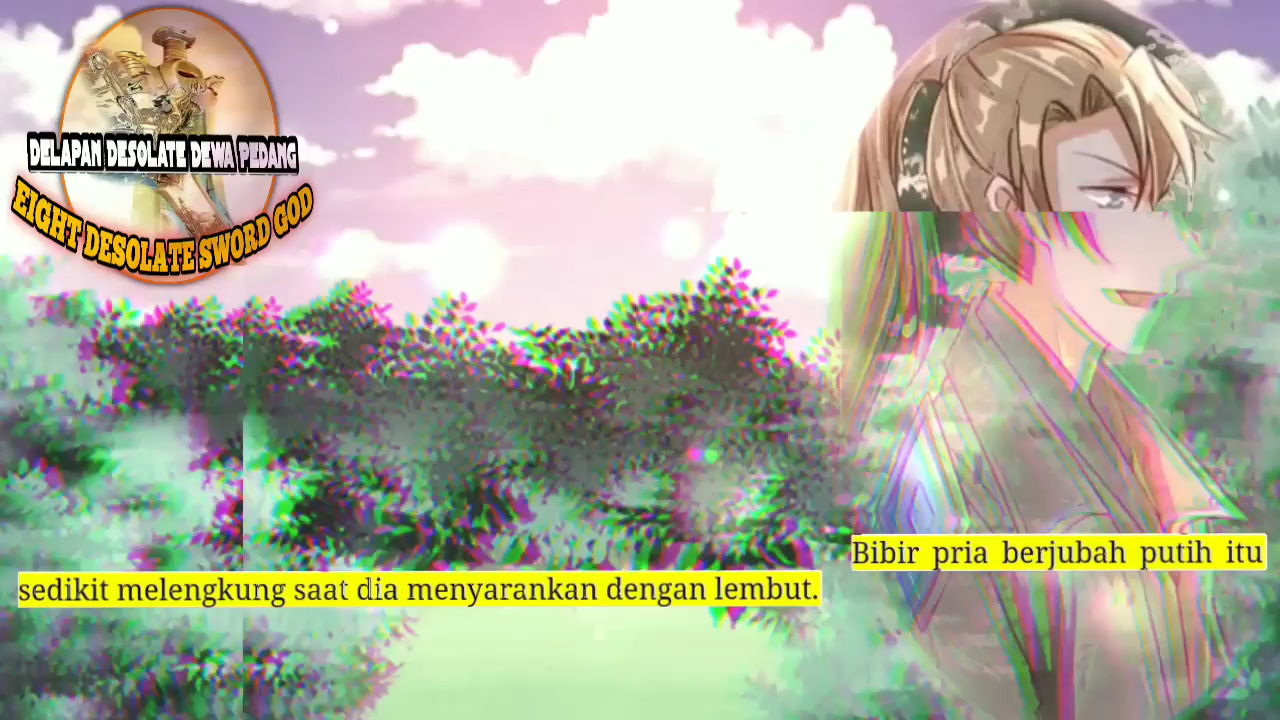 DELAPAN DESOLATE DEWA PEDANG
EIGHT DESOLATE SWORD GOD
Bibir pria berjubah putih itu
sedikit melengkung saat dia menyarankan dengan lembut.